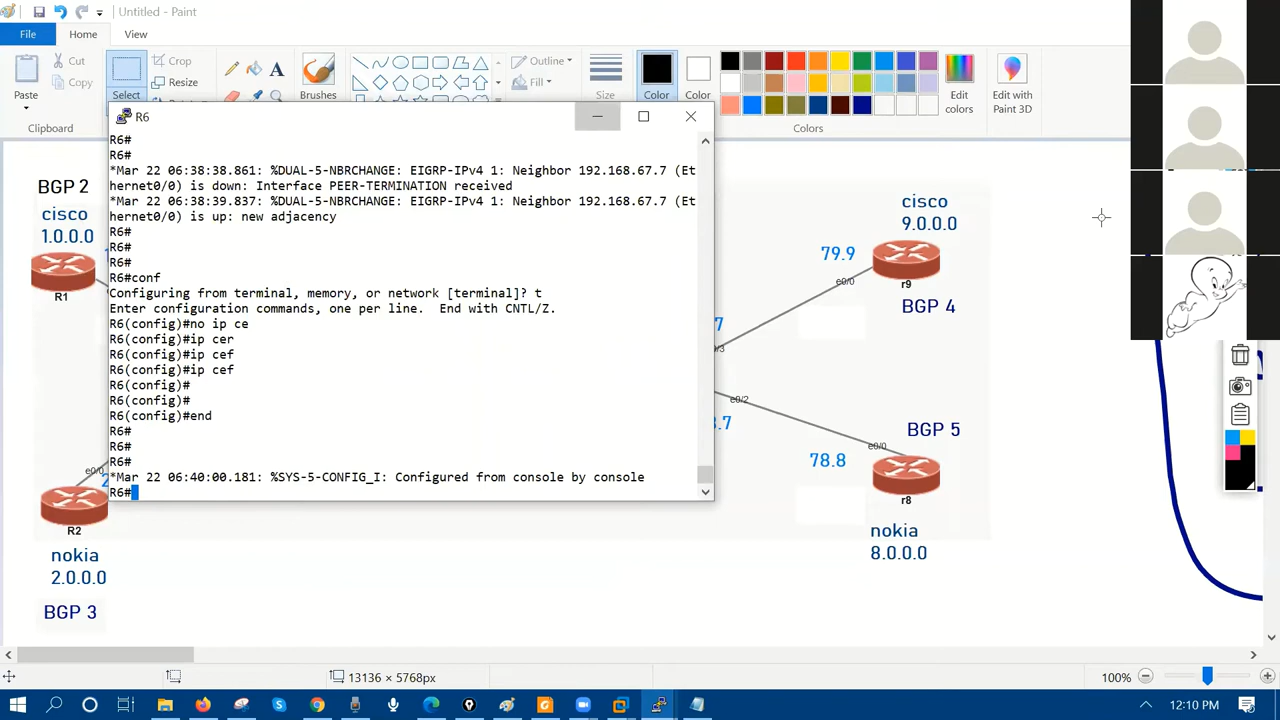 Untitled - Paint
File
Home
View
Paste
Cut
Copy
Clipboard
Select
Crop
Resize
Brushes
Outline
Fill
Size
Color
Color
Edit colors
Edit with Paint 3D
Colors
R6
R6#
R6#
*Mar 22 06:38:38.861: %DUAL-5-NBRCHANGE: EIGRP-IPv4 1: Neighbor 192.168.67.7 (Et
hernet0/0) is down: Interface PEER-TERMINATION received
*Mar 22 06:38:39.837: %DUAL-5-NBRCHANGE: EIGRP-IPv4 1: Neighbor 192.168.67.7 (Et
hernet0/0) is up: new adjacency
R6#
R6#
R6#
R6#conf
Configuring from terminal, memory, or network [terminal]? t
Enter configuration commands, one per line.  End with CNTL/Z.
R6(config)#no ip ce
R6(config)#ip cer
R6(config)#ip cef
R6(config)#ip cef
R6(config)#
R6(config)#
R6(config)#end
R6#
R6#
R6#
*Mar 22 06:40:00.181: %SYS-5-CONFIG_I: Configured from console by console
R6#
BGP 2
cisco
1.0.0.0
R1
e0/0
R2
nokia
2.0.0.0
BGP 3
cisco
9.0.0.0
79.9
e0/0
r9
BGP 4
e0/2
BGP 5
e0/0
78.8
r8
nokia
8.0.0.0
13136 × 5768px
100%
12:10 PM